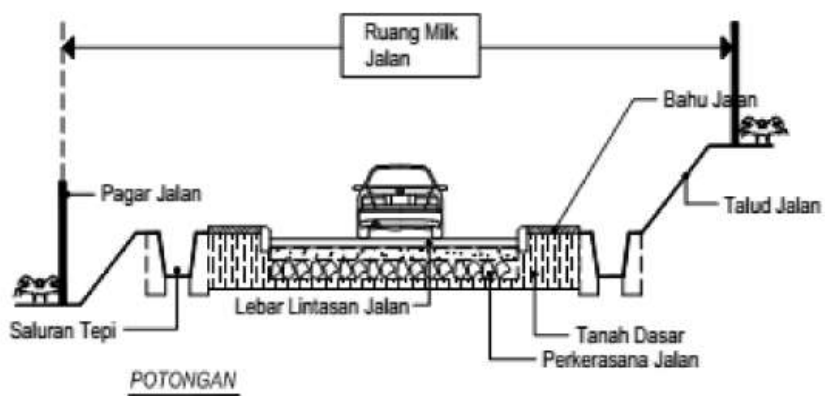 Ruang Milk
Jalan
Bahu Jalan
Pagar Jalan
Talud Jalan
Lebar Lintasan Jalan
Saluran Tepi
Tanah Dasar
Perkerasana Jalan
POTONGAN